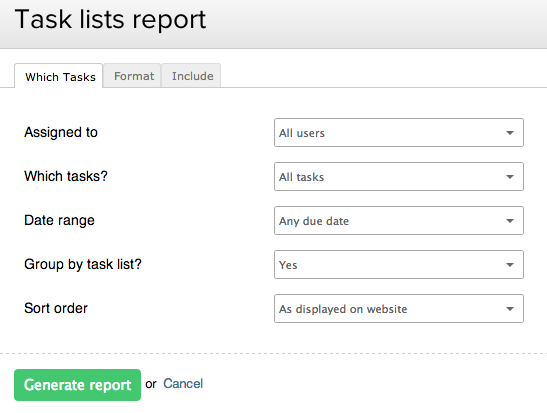 Task lists report
Which Tasks Format Include
Assigned to All users
Which tasks? All tasks
Date range Any due date
Group by task list? Yes
Sort order As displayed on website
Generate report or Cancel